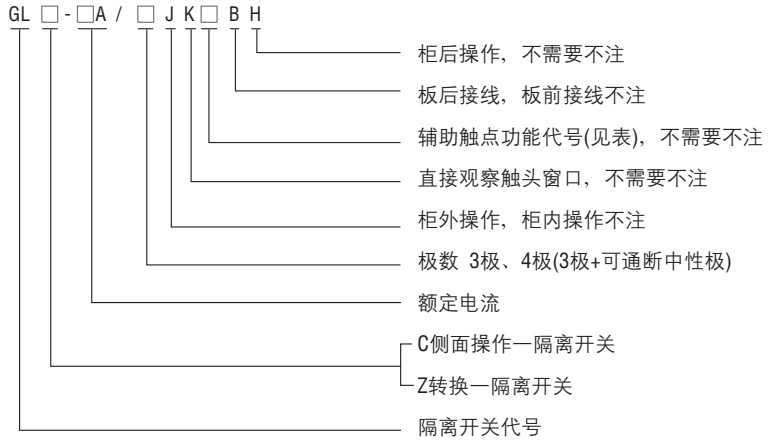 GL □-□A/□JK□BH
柜后操作，不需要不注
板后接线，板前接线不注
辅助触点功能代号(见表)，不需要不注
直接观察触头窗口，不需要不注
柜外操作，柜内操作不注
极数 3极、4极(3极+可通断中性极)
额定电流
C侧面操作一隔离开关
Z转换一隔离开关
隔离开关代号